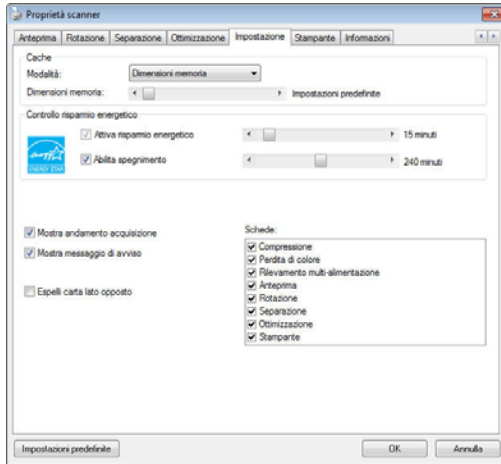 Proprietà scanner
Anteprima Rotazione Separazione Ottimizzazione Impostazione Stampante Informazioni
Cache
Modalità: Dimensioni memoria
Dimensioni memoria: Impostazioni predefinite
Controllo risparmio energetico
Attiva risparmio energetico 15 minuti
energy
ENERGY STAR
Abilita spegnimento 240 minuti
Mostra andamento acquisizione
Mostra messaggio di avviso
Espelli carta lato opposto
Schede:
Compressione
Perdita di colore
Rilevamento multi-alimentazione
Anteprima
Rotazione
Separazione
Ottimizzazione
Stampante
Impostazioni predefinite OK Annulla